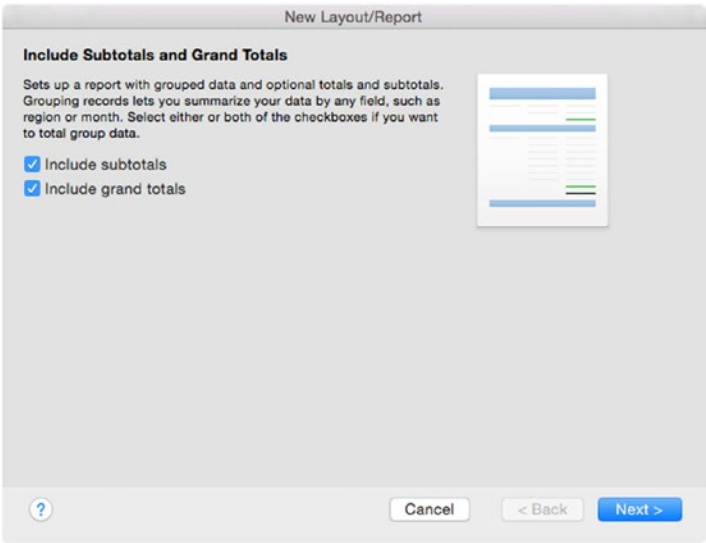 New Layout/Report
Include Subtotals and Grand Totals
Sets up a report with grouped data and optional totals and subtotals.
Grouping records lets you summarize your data by any field, such as
region or month. Select either or both of the checkboxes if you want
to total group data.
Include subtotals
Include grand totals
?
Cancel
< Back
Next >